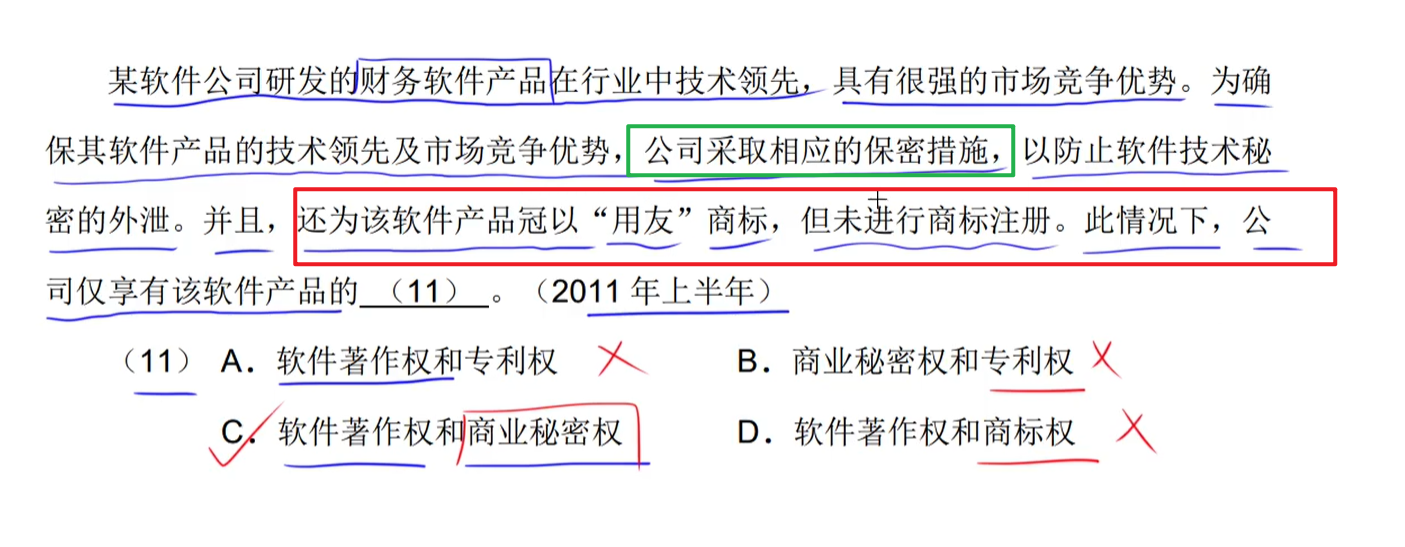 某软件公司研发的财务软件产品在行业中技术领先，具有很强的市场竞争优势。为确
保其软件产品的技术领先及市场竞争优势，公司采取相应的保密措施，以防止软件技术秘
密的外泄。并且，还为该软件产品冠以“用友”商标，但未进行商标注册。此情况下，公
司仅享有该软件产品的 （11） 。（2011 年上半年）
（11） A．软件著作权和专利权 B．商业秘密权和专利权
C．软件著作权和商业秘密权 D．软件著作权和商标权